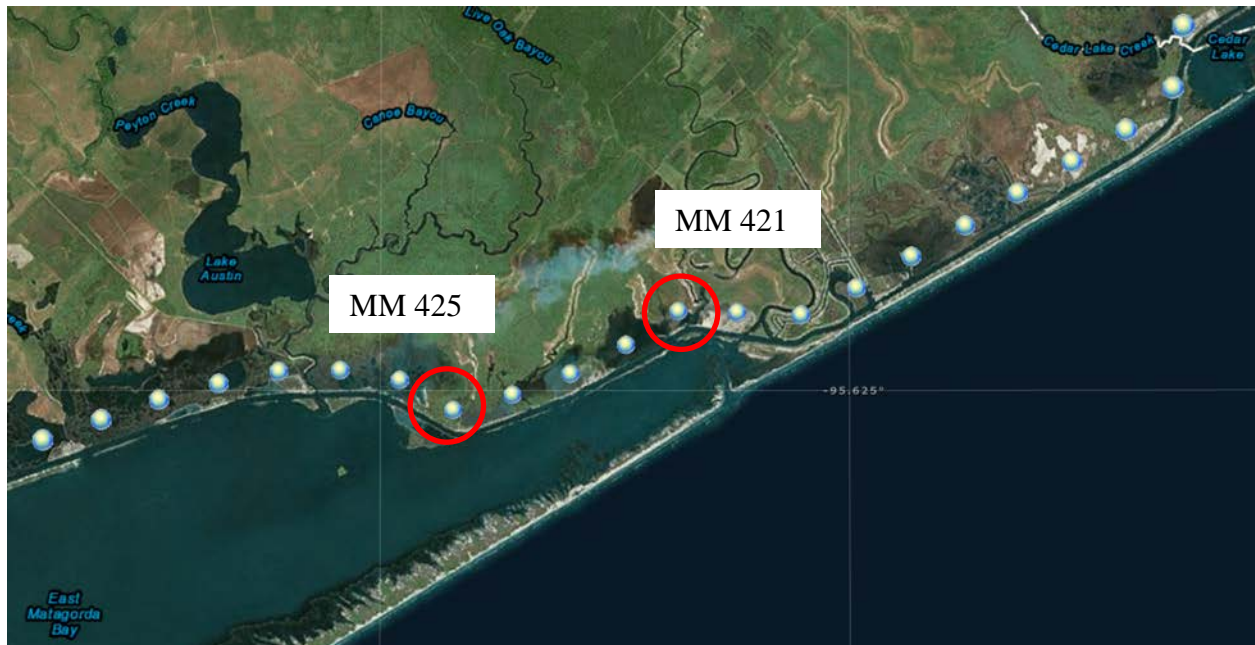 Live Oak
Bayou
Cedar Lake Creek
Cedar
Lake
Peyton Creek
Canoe Bayou
MM 421
Lake
Austin
MM 425
-95.625°
East
Matagorda
Bay